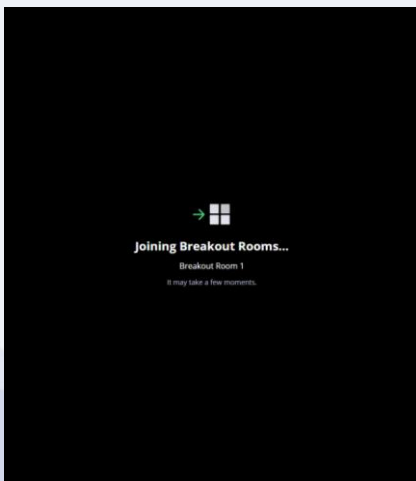 Joining Breakout Rooms...
Breakout Room 1
It may take a few moments.